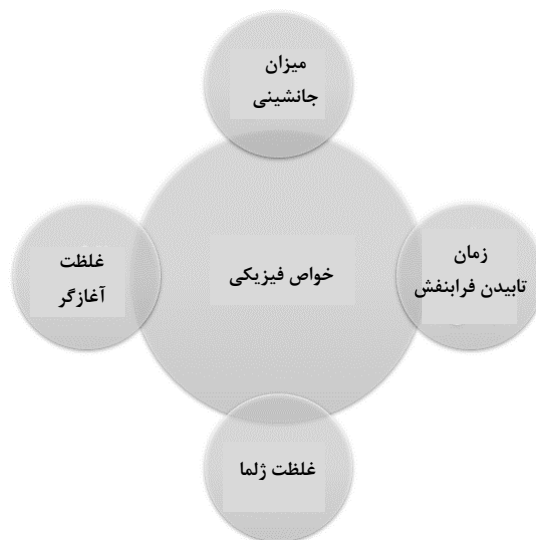 میزان
جانشینی
زمان
تابیدن فرابنفش
خواص فیزیکی
غلظت
آغازگر
غلظت ژلما